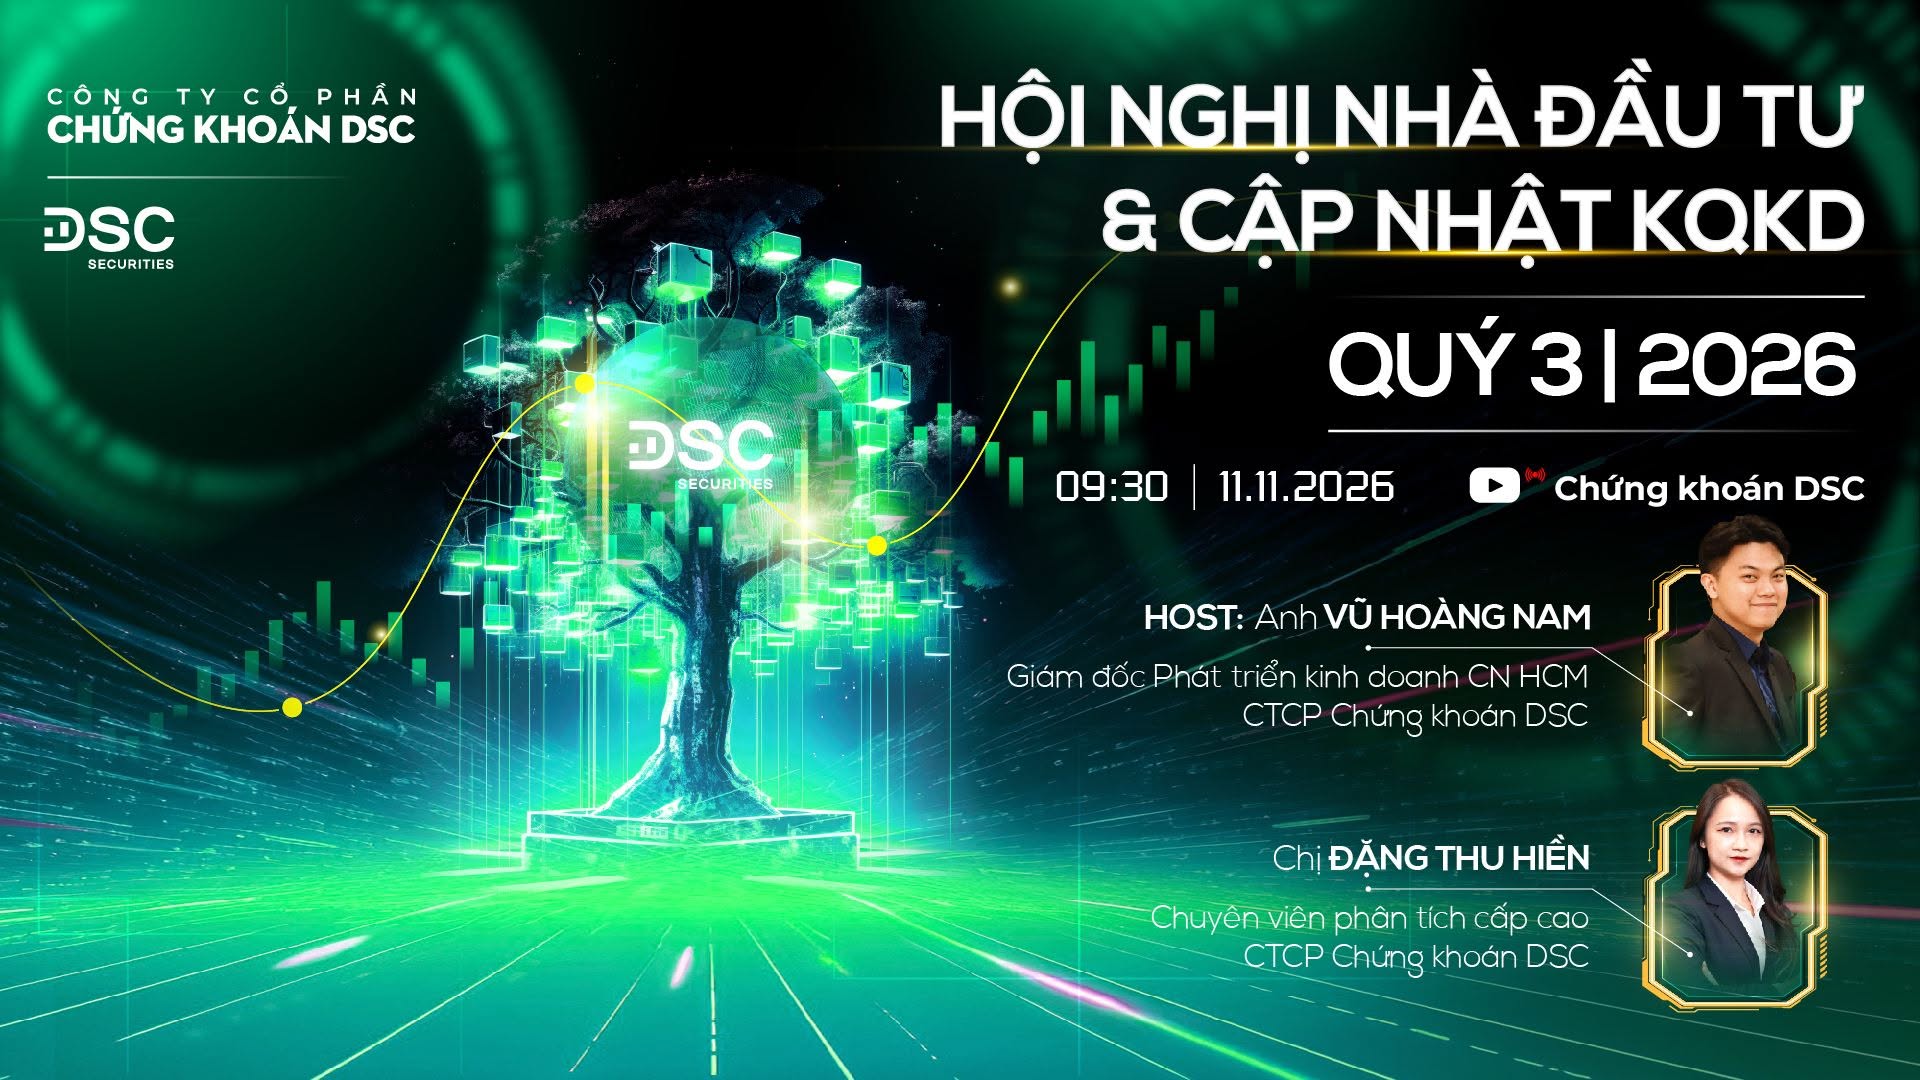 CÔNG TY CỔ PHẦN
CHỨNG KHOÁN DSC
DSC
SECURITIES
HỘI NGHỊ NHÀ ĐẦU TƯ
& CẬP NHẬT KQKD
QUÝ 3 | 2026
09:30 | 11.11.2026
Chứng khoán DSC
DSC
SECURITIES
HOST: Anh VŨ HOÀNG NAM
Giám đốc Phát triển kinh doanh CN HCM
CTCP Chứng khoán DSC
Chị ĐẶNG THU HIỀN
Chuyên viên phân tích cấp cao
CTCP Chứng khoán DSC